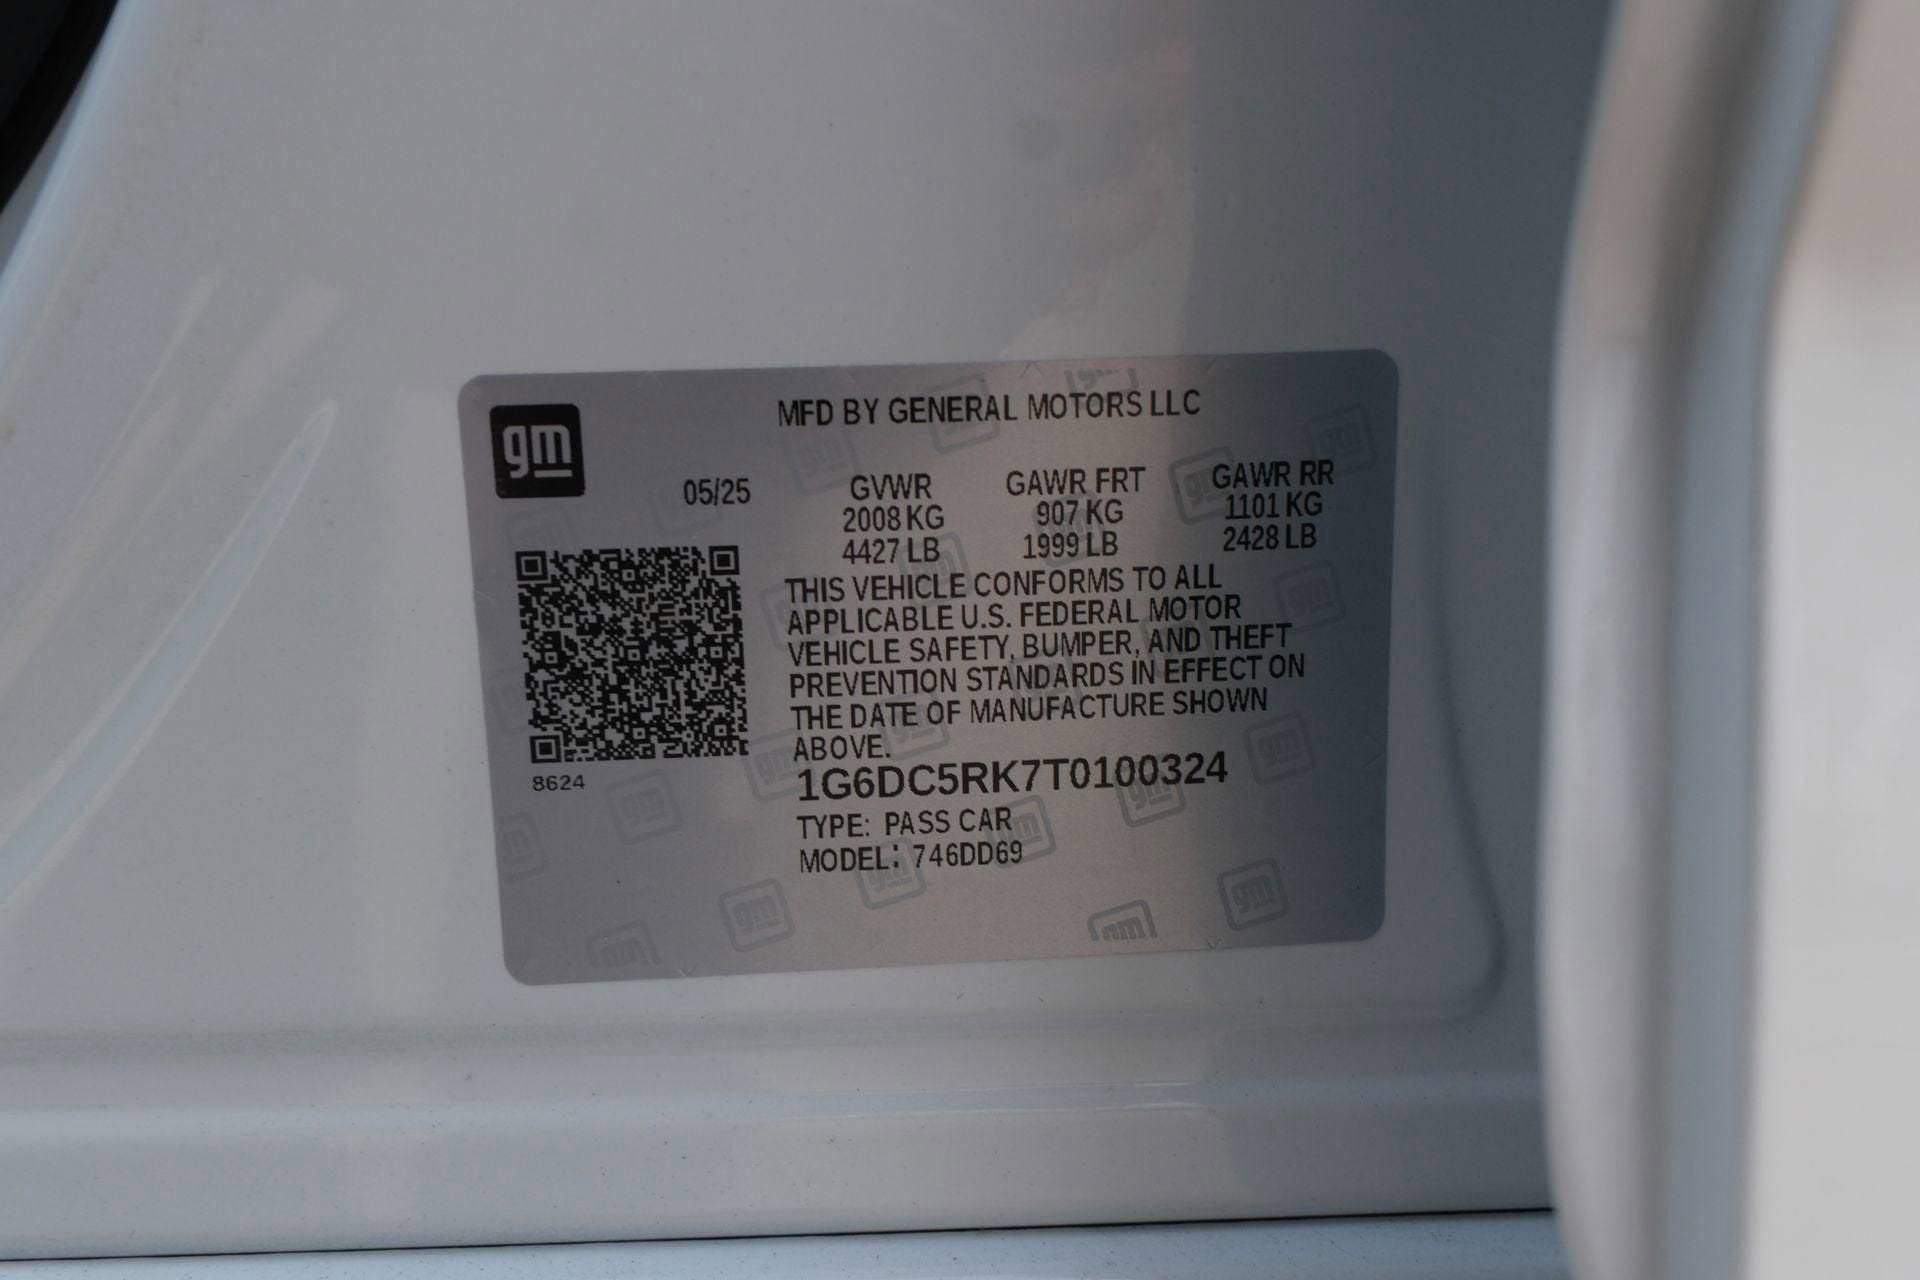 gm
MFD BY GENERAL MOTORS LLC
05/25
GVWR GAWR FRT GAWR RR
2008 KG 907 KG 1101 KG
4427 LB 1999 LB 2428 LB
THIS VEHICLE CONFORMS TO ALL
APPLICABLE U.S. FEDERAL MOTOR
VEHICLE SAFETY, BUMPER, AND THEFT
PREVENTION STANDARDS IN EFFECT ON
THE DATE OF MANUFACTURE SHOWN
ABOVE.
8624
1G6DC5RK7T0100324
TYPE: PASS CAR
MODEL: 746DD69